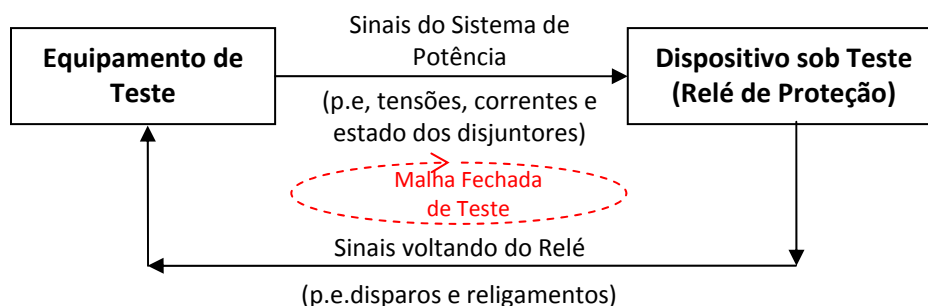 Sinais do Sistema de
Potência
Equipamento de
Teste
Dispositivo sob Teste
(Relé de Proteção)
(p.e, tensões, correntes e
estado dos disjuntores)
Malha Fechada
de Teste
Sinais voltando do Relé
(p.e.disparos e religamentos)